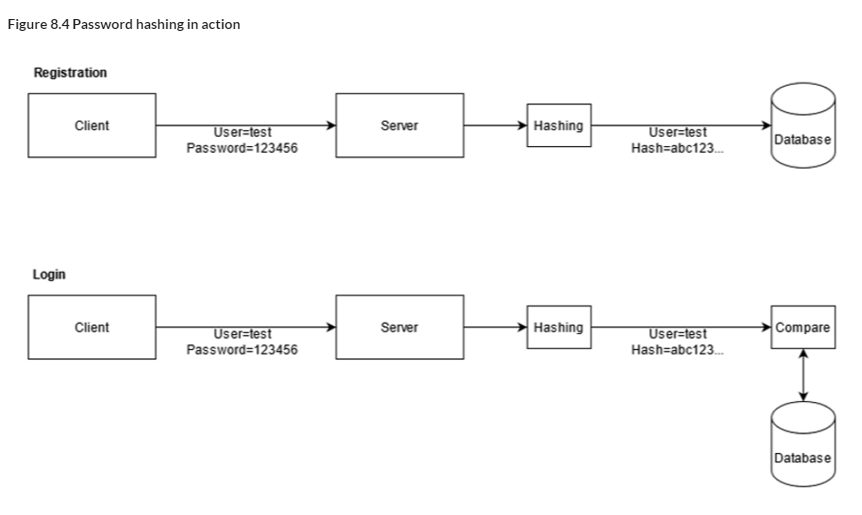 Figure 8.4 Password hashing in action
Registration
Client
User=test
Password=123456
Server
Hashing
User=test
Hash=abc123...
Database
Login
Client
User=test
Password=123456
Server
Hashing
User=test
Hash=abc123...
Compare
Database